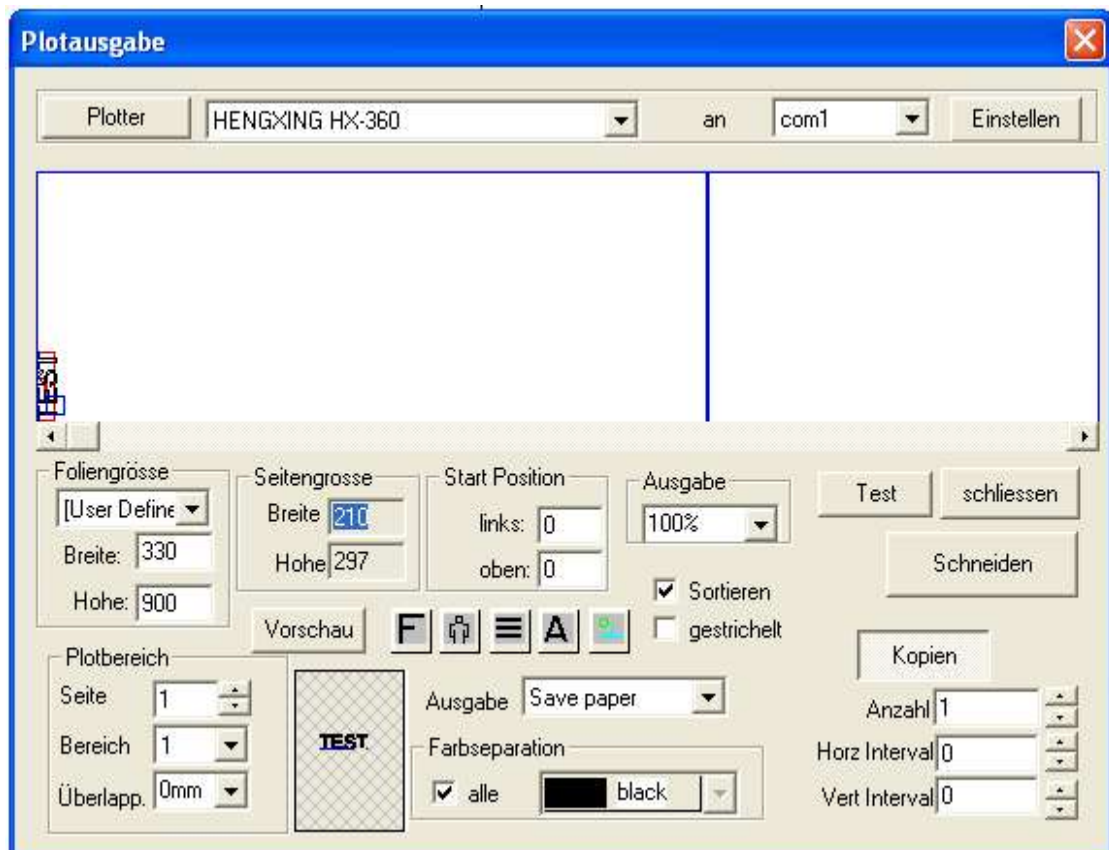 Plotausgabe
Plotter HENGXING HX-360 an com1 Einstellen
Foliengrösse
[User Define
Breite: 330
Hohe: 900
Seitengrosse
Breite 210
Hohe 297
Start Position
links: 0
oben: 0
Ausgabe
100%
Test schliessen
Schneiden
Sortieren
gestrichelt
Vorschau F A
Kopien
Anzahl 1
Horz Interval 0
Vert Interval 0
Plotbereich
Seite 1
Bereich 1
Überlapp. 0mm
TEST
Ausgabe Save paper
Farbseparation
alle black